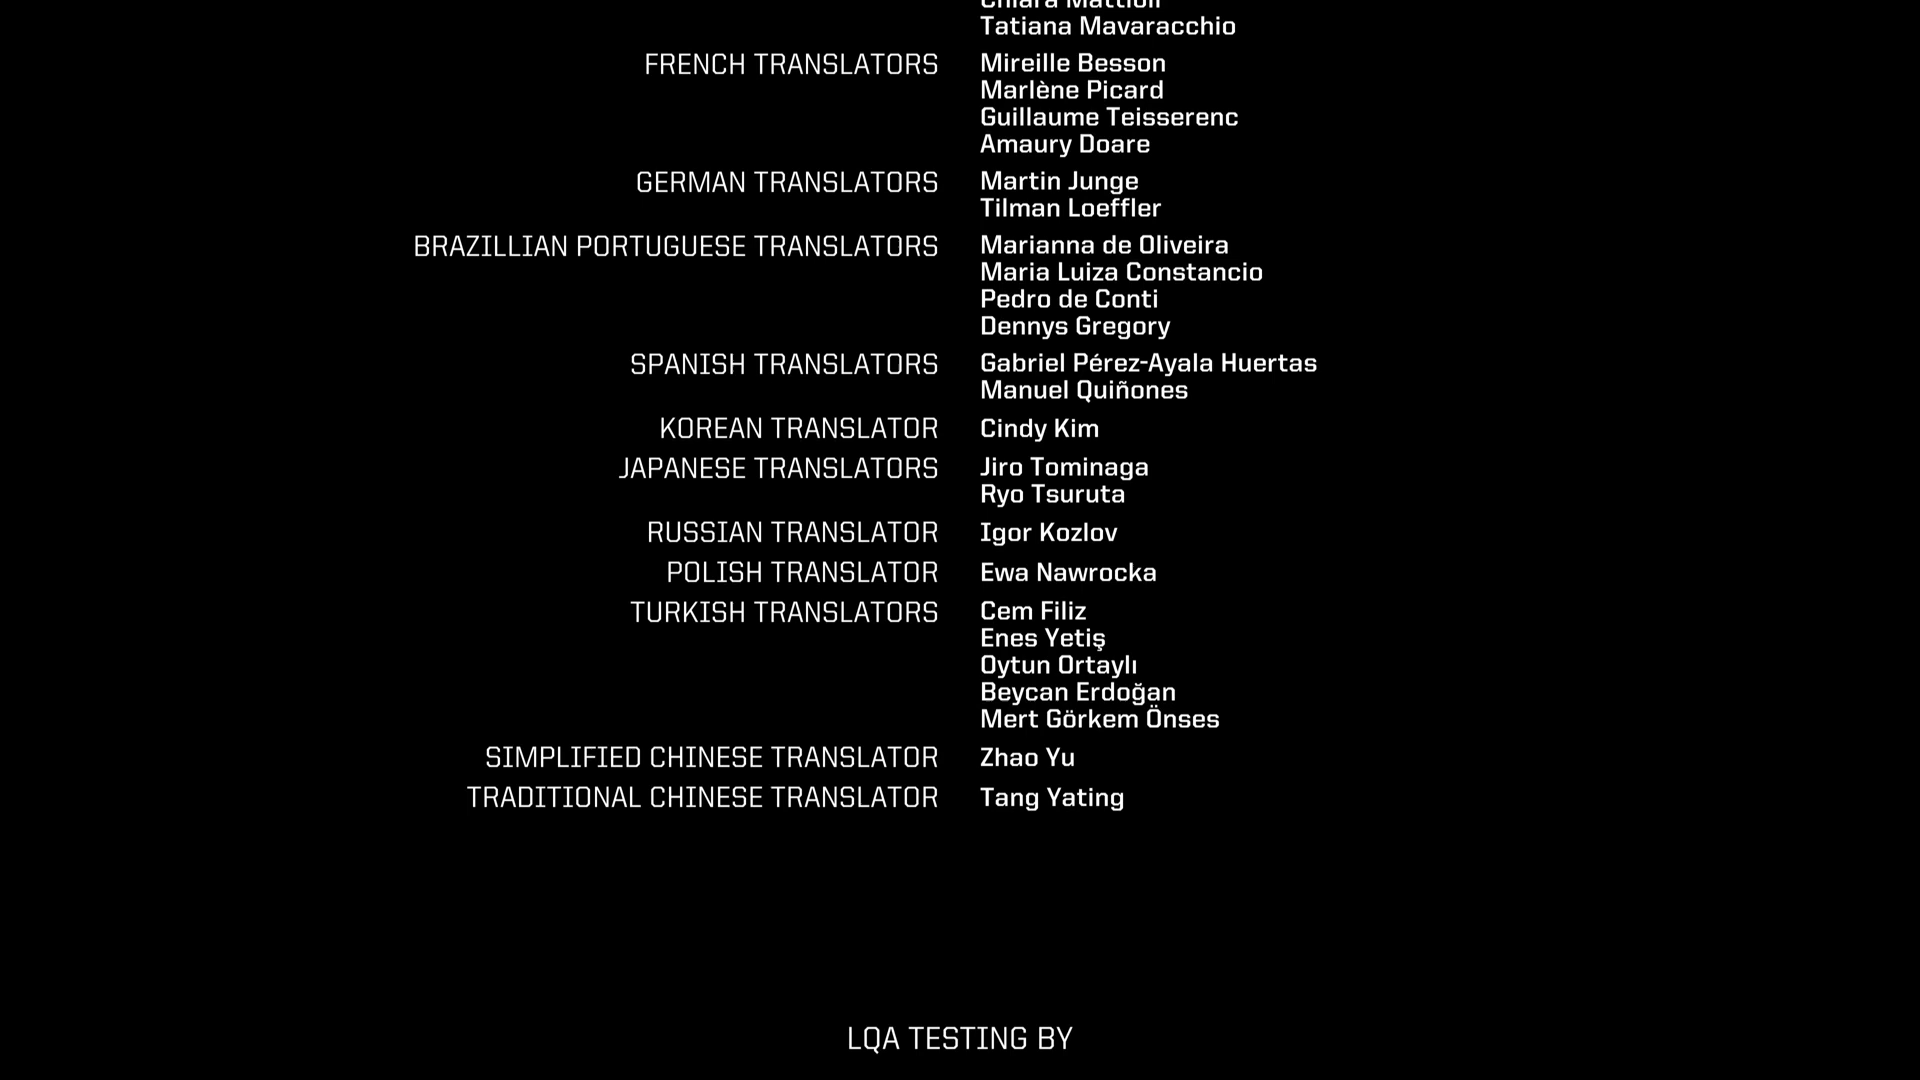 Chiara Mattioli
Tatiana Mavaracchio
FRENCH TRANSLATORS Mireille Besson
Marlène Picard
Guillaume Teisserenc
Amaury Doare
GERMAN TRANSLATORS Martin Junge
Tilman Loeffler
BRAZILLIAN PORTUGUESE TRANSLATORS Marianna de Oliveira
Maria Luiza Constancio
Pedro de Conti
Dennys Gregory
SPANISH TRANSLATORS Gabriel Pérez-Ayala Huertas
Manuel Quiñones
KOREAN TRANSLATOR Cindy Kim
JAPANESE TRANSLATORS Jiro Tominaga
Ryo Tsuruta
RUSSIAN TRANSLATOR Igor Kozlov
POLISH TRANSLATOR Ewa Nawrocka
TURKISH TRANSLATORS Cem Filiz
Enes Yetiş
Oytun Ortaylı
Beycan Erdoğan
Mert Görkem Önses
SIMPLIFIED CHINESE TRANSLATOR Zhao Yu
TRADITIONAL CHINESE TRANSLATOR Tang Yating
LQA TESTING BY